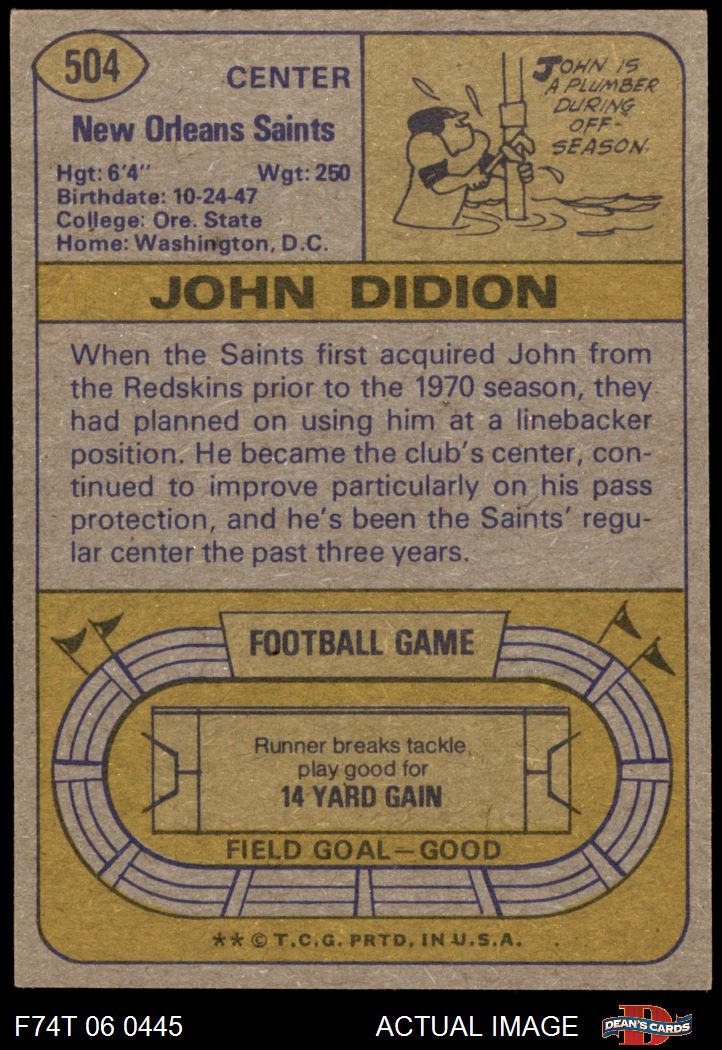 504
CENTER
New Orleans Saints
Hgt: 6'4" Wgt: 250
Birthdate: 10-24-47
College: Ore. State
Home: Washington, D.C.
JOHN IS
A PLUMBER
DURING
OFF-
SEASON.
JOHN DIDION
When the Saints first acquired John from
the Redskins prior to the 1970 season, they
had planned on using him at a linebacker
position. He became the club's center, con-
tinued to improve particularly on his pass
protection, and he's been the Saints' regu-
lar center the past three years.
FOOTBALL GAME
Runner breaks tackle,
play good for
14 YARD GAIN
FIELD GOAL—GOOD
** © T.C.G. PRTD. IN U.S.A.
F74T 06 0445
ACTUAL IMAGE
D
DEAN'S CARDS